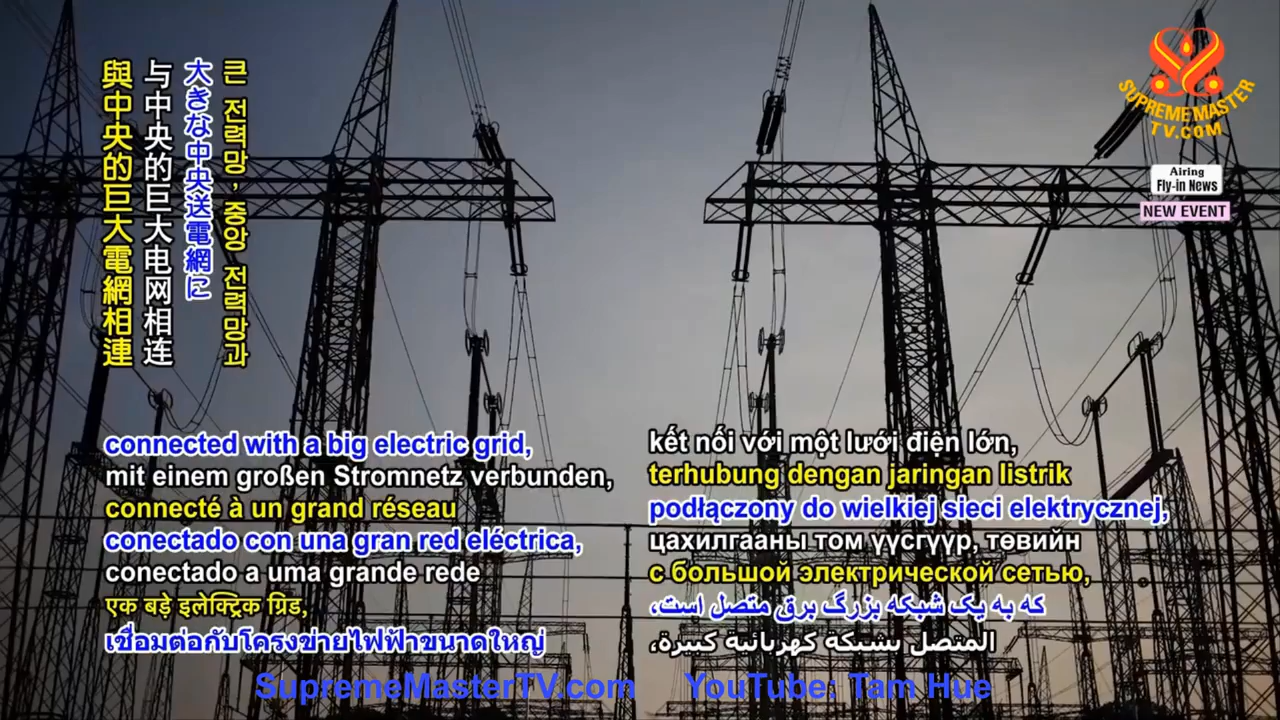 큰 전력망, 중앙 전력망과
大きな中央送電網に
与中央的巨大电网相连
與中央的巨大電網相連
SUPREME MASTER
TV.COM
Airing
Fly-in News
NEW EVENT
connected with a big electric grid,
mit einem großen Stromnetz verbunden,
connecté à un grand réseau
conectado con una gran red eléctrica,
conectado a uma grande rede
एक बड़े इलेक्ट्रिक ग्रिड,
เชื่อมต่อกับโครงข่ายไฟฟ้าขนาดใหญ่
kết nối với một lưới điện lớn,
terhubung dengan jaringan listrik
podłączony do wielkiej sieci elektrycznej,
цахилгааны том үүсгүүр, төвийн
с большой электрической сетью,
که به یک شبکه بزرگ برق متصل است،
المتصل بشبكة كهربائية كبيرة،
SupremeMasterTV.com YouTube: Tam Hue